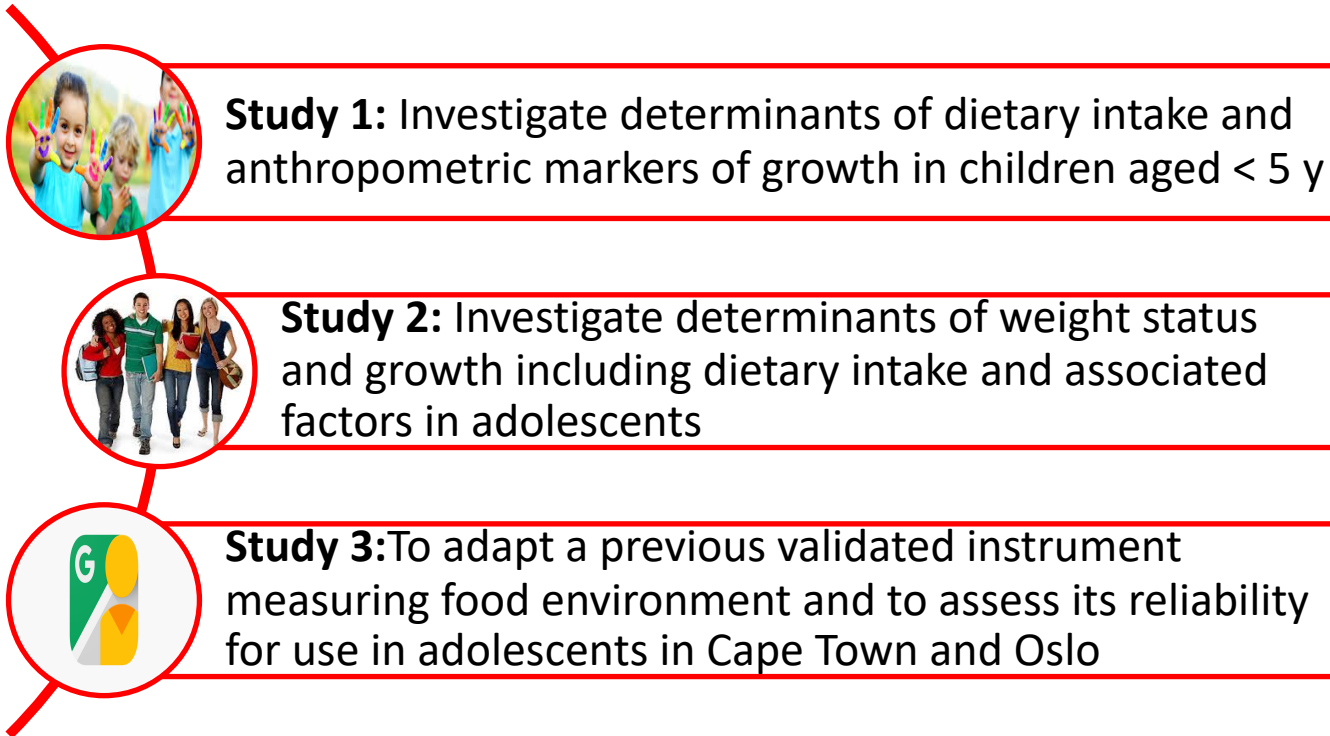 Study 1: Investigate determinants of dietary intake and
anthropometric markers of growth in children aged < 5 y
Study 2: Investigate determinants of weight status
and growth including dietary intake and associated
factors in adolescents
G
Study 3:To adapt a previous validated instrument
measuring food environment and to assess its reliability
for use in adolescents in Cape Town and Oslo